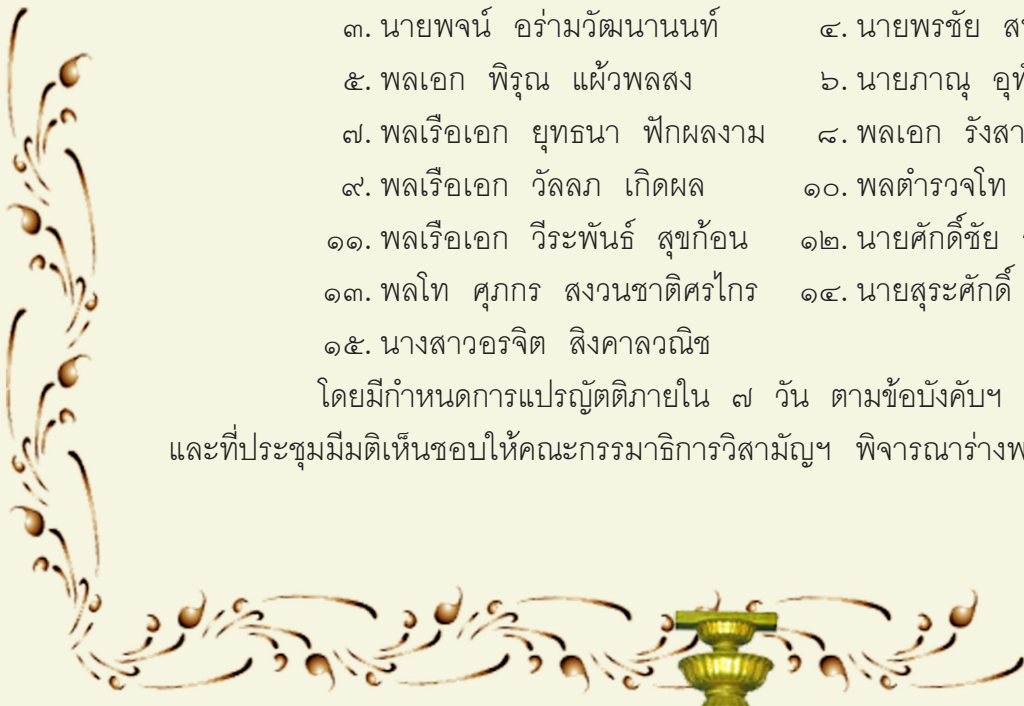 ๓. นายพจน์ อร่ามวัฒนานนท์ ๔. นายพรชัย
๕. พลเอก พิรุณ แผ้วพลสง ๖. นายภาณุ
๗. พลเรือเอก ยุทธนา ฟักผลงาม ๘. พลเอก
๙. พลเรือเอก วัลลภ เกิดผล ๑๐. พลตำรวจโท
๑๑. พลเรือเอก วีระพันธ์ สุขก้อน ๑๒. นายศักดิ์ชัย
๑๓. พลโท ศุภกร สงวนชาติศรไกร ๑๔. นายสุระศักดิ์
๑๕. นางสาวอรจิต สิงคาลวณิช
โดยมีกำหนดการแปรญัตติภายใน ๗ วัน ตามข้อบังคับฯ
และที่ประชุมมีมติเห็นชอบให้คณะกรรมาธิการวิสามัญฯ